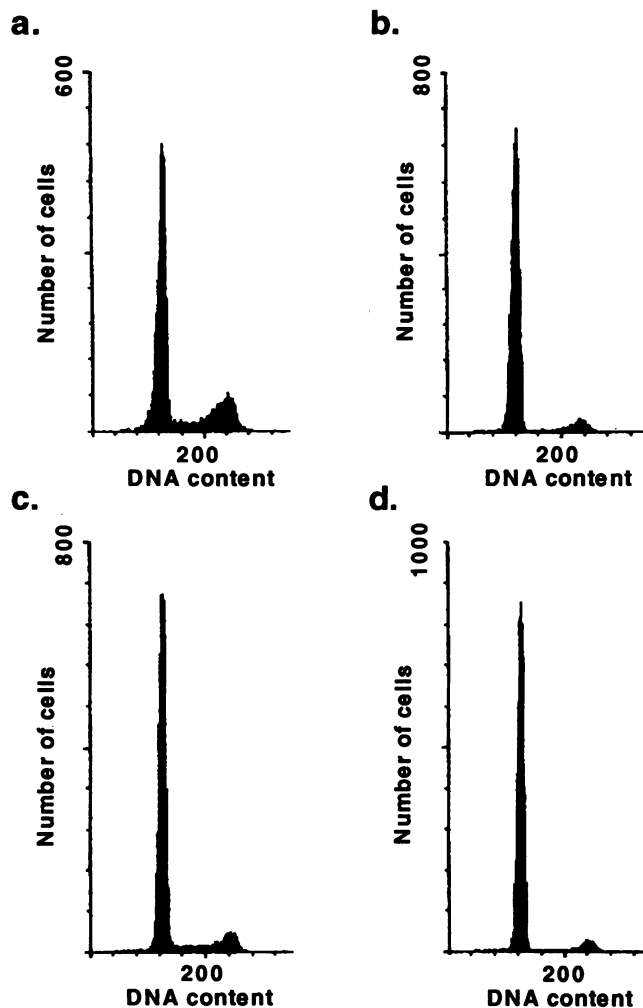 a.
600
Number of cells
200
DNA content
b.
800
Number of cells
200
DNA content
c.
800
Number of cells
200
DNA content
d.
1000
Number of cells
200
DNA content